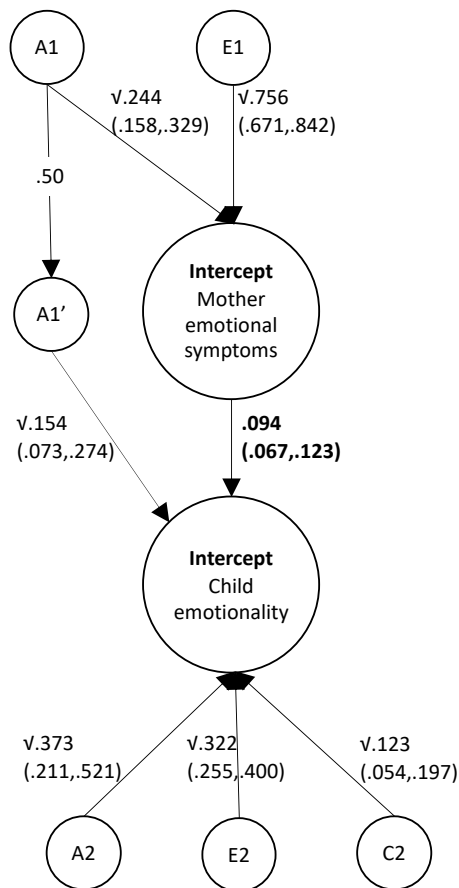 A1
E1
√.244
(.158,.329)
√.756
(.671,.842)
.50
Intercept
Mother
emotional
symptoms
A1’
√.154
(.073,.274)
.094
(.067,.123)
Intercept
Child
emotionality
√.373
(.211,.521)
√.322
(.255,.400)
√.123
(.054,.197)
A2
E2
C2